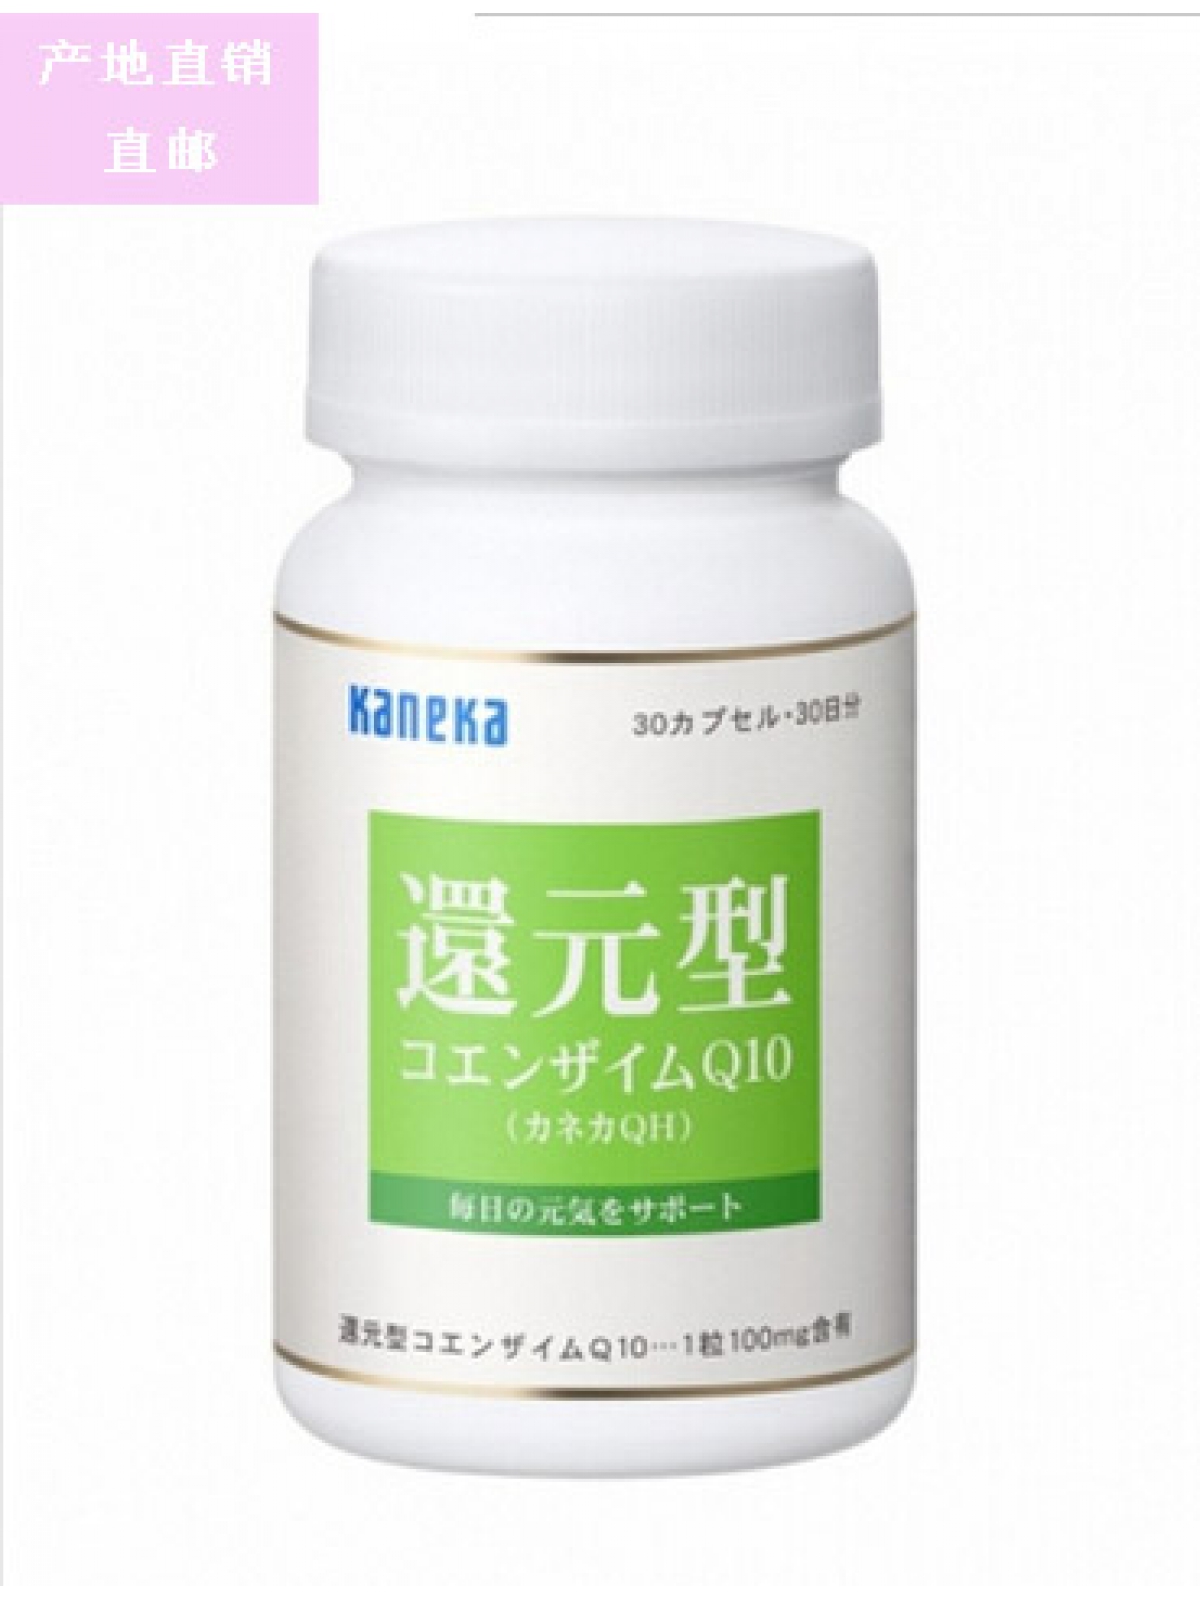 产地直销
直邮
Kaneka
30カプセル・30日分
還元型
コエンザイムQ10
(カネカQH)
毎日の元気をサポート
還元型コエンザイムQ10…1粒100mg含有